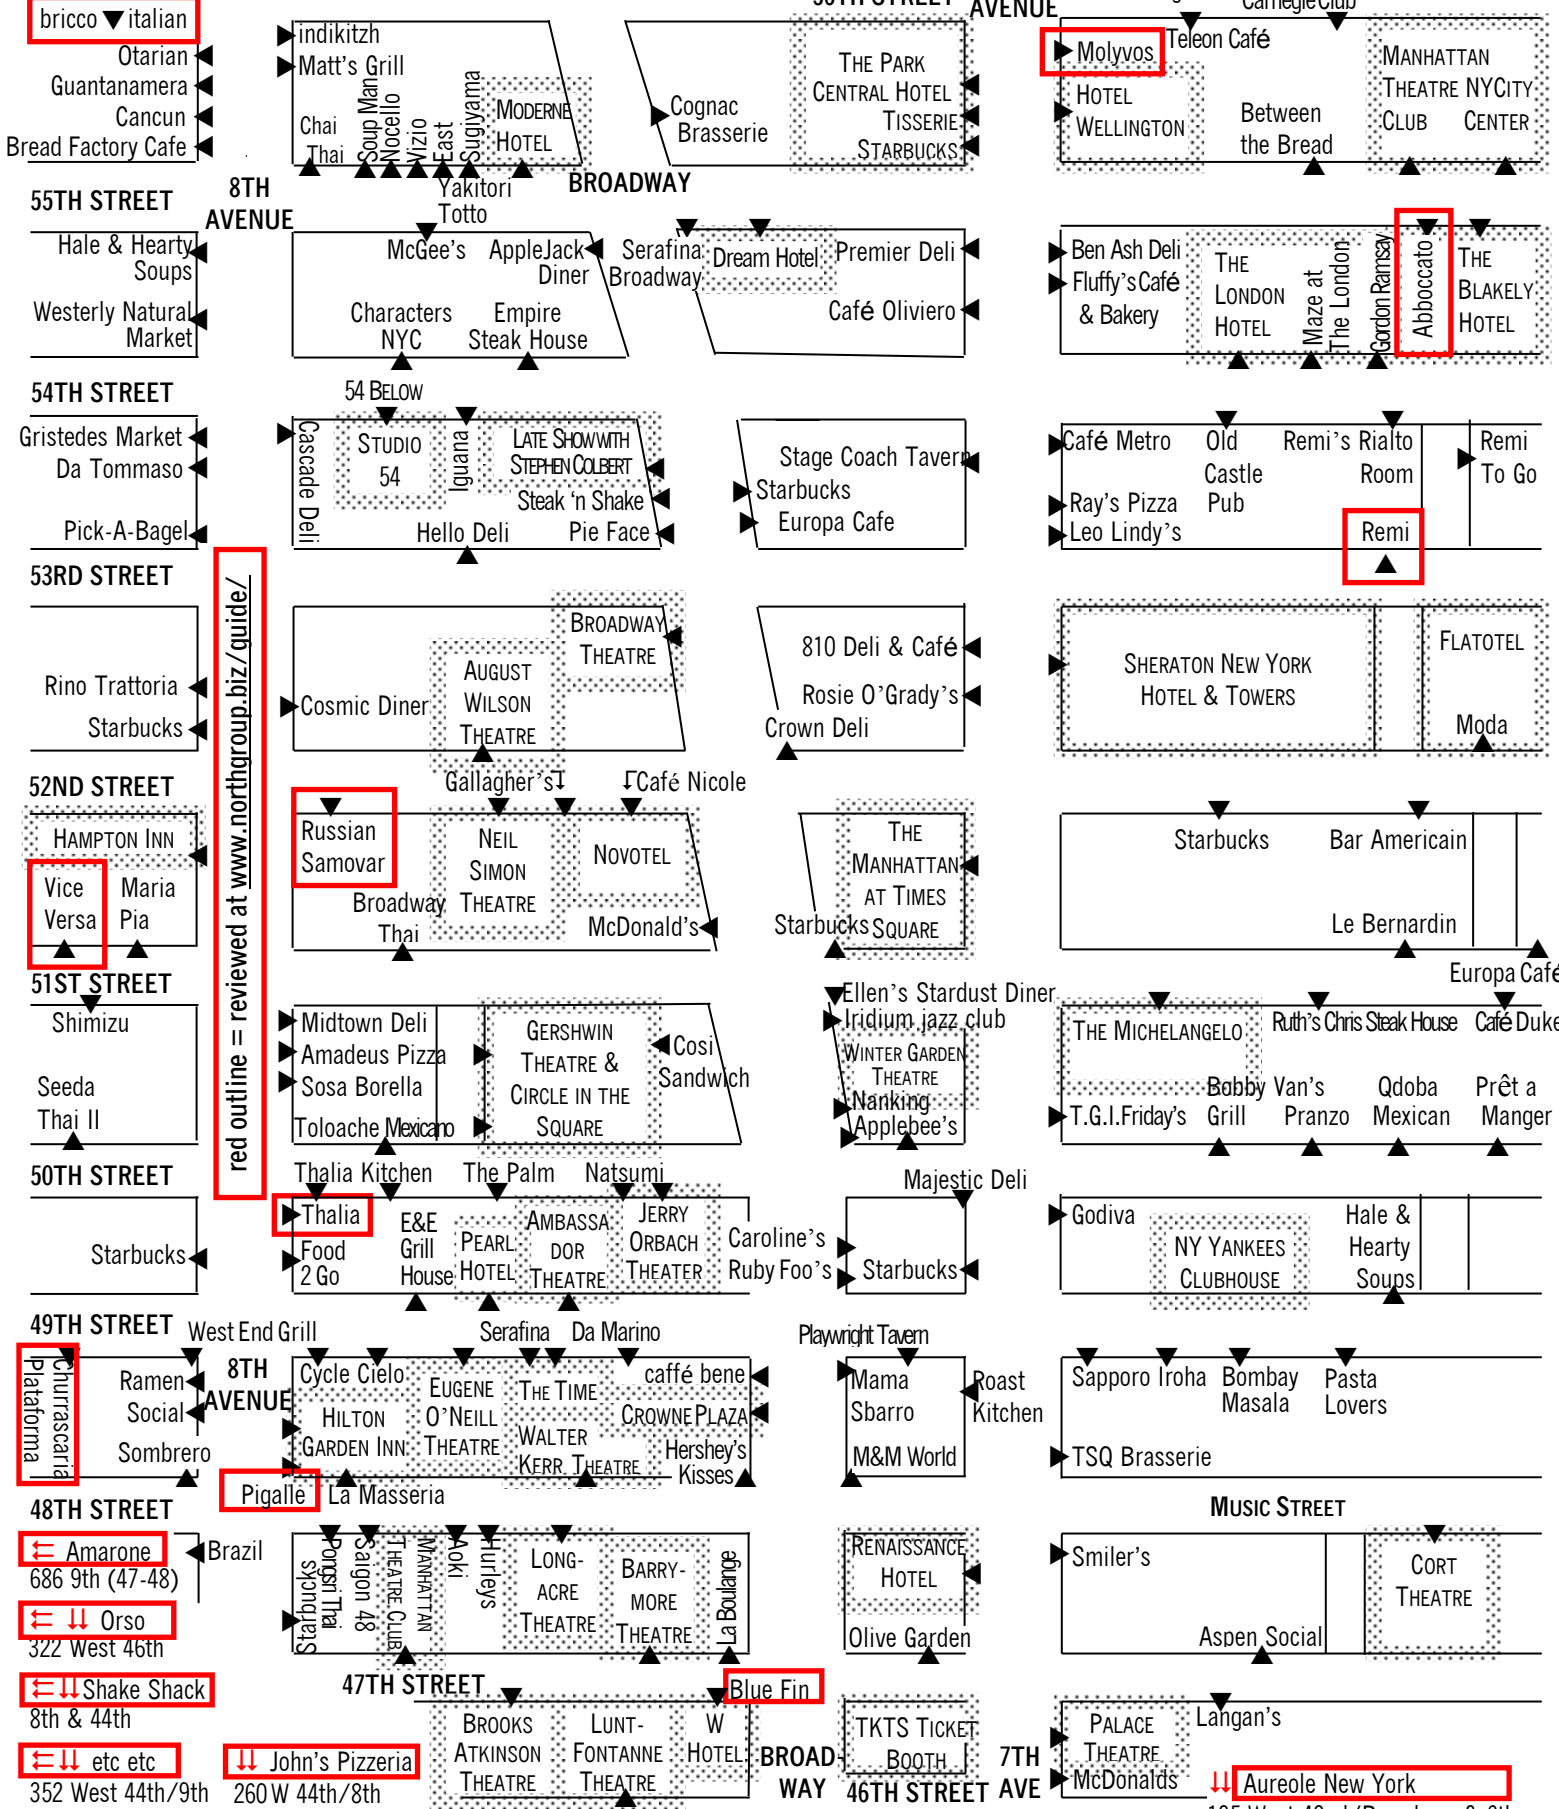 bricco ▼ italian
Otarian
Guantanamera
Cancun
Bread Factory Cafe
indikitzh
Matt's Grill
Chai
Thai
Soup Man
Nocello
Vizio
East
Sugiyama
MODERNE
HOTEL
Yakitori
Totto
Cognac
Brasserie
THE PARK
CENTRAL HOTEL
TISSERIE
STARBUCKS
AVENUE
Molyvos
HOTEL
WELLINGTON
Carnegie Club
Teleon Café
Between
the Bread
MANHATTAN
THEATRE
CLUB
NYCITY
CENTER
55TH STREET
8TH
AVENUE
BROADWAY
Hale & Hearty
Soups
Westerly Natural
Market
McGee's
AppleJack
Diner
Characters
NYC
Empire
Steak House
Serafina
Broadway
Dream Hotel
Premier Deli
Café Oliviero
Ben Ash Deli
Fluffy's Café
& Bakery
THE
LONDON
HOTEL
Maze at
The London
Gordon Ramsay
Abboccato
THE
BLAKELY
HOTEL
54TH STREET
54 BELOW
Gristedes Market
Da Tommaso
Pick-A-Bagel
Cascade Deli
STUDIO
54
Iguana
LATE SHOW WITH
STEPHEN COLBERT
Steak 'n Shake
Hello Deli
Pie Face
Stage Coach Tavern
Starbucks
Europa Cafe
Café Metro
Ray's Pizza
Leo Lindy's
Old
Castle
Pub
Remi's Rialto
Room
Remi
Remi
To Go
53RD STREET
red outline = reviewed at www.northgroup.biz/guide/
Rino Trattoria
Starbucks
Cosmic Diner
AUGUST
WILSON
THEATRE
BROADWAY
THEATRE
810 Deli & Café
Rosie O'Grady's
Crown Deli
SHERATON NEW YORK
HOTEL & TOWERS
FLATOTEL
Moda
52ND STREET
Gallagher's
Café Nicole
HAMPTON INN
Vice
Versa
Maria
Pia
Russian
Samovar
Broadway
Thai
NEIL
SIMON
THEATRE
NOVOTEL
McDonald's
THE
MANHATTAN
AT TIMES
SQUARE
Starbucks
Starbucks
Bar Americain
Le Bernardin
Europa Café
51ST STREET
Shimizu
Seeda
Thai II
Midtown Deli
Amadeus Pizza
Sosa Borella
Toloache Mexicano
GERSHWIN
THEATRE &
CIRCLE IN THE
SQUARE
Cosi
Sandwich
Ellen's Stardust Diner
Iridium jazz club
WINTER GARDEN
THEATRE
Nanking
Applebee's
THE MICHELANGELO
Ruth's Chris Steak House
Café Duke
T.G.I.Friday's
Bobby Van's
Grill
Pranzo
Qdoba
Mexican
Prêt a
Manger
50TH STREET
Thalia Kitchen
The Palm
Natsumi
Majestic Deli
Starbucks
Thalia
Food
2 Go
E&E
Grill
House
PEARL
HOTEL
AMBASSA
DOR
THEATRE
JERRY
ORBACH
THEATER
Caroline's
Ruby Foo's
Starbucks
Godiva
NY YANKEES
CLUBHOUSE
Hale &
Hearty
Soups
49TH STREET
West End Grill
Serafina
Da Marino
Playwright Tavern
Churrascaria
Plataforma
Ramen
Social
Sombrero
8TH
AVENUE
Cycle
Cielo
HILTON
GARDEN INN
EUGENE
O'NEILL
THEATRE
THE TIME
WALTER
KERR THEATRE
caffé bene
CROWNE PLAZA
Hershey's
Kisses
Mama
Sbarro
M&M World
Roast
Kitchen
Sapporo
Iroha
Bombay
Masala
Pasta
Lovers
TSQ Brasserie
Pigalle
La Masseria
48TH STREET
MUSIC STREET
Amarone
686 9th (47-48)
Brazil
Orso
322 West 46th
Shake Shack
8th & 44th
etc etc
352 West 44th/9th
Starbucks
Pongsri Thai
Saigon 48
MANHATTAN
THEATRE CLUB
Aoki
Hurleys
LONG-
ACRE
THEATRE
BARRY-
MORE
THEATRE
La Boulange
RENAISSANCE
HOTEL
Olive Garden
Smiler's
Aspen Social
CORT
THEATRE
47TH STREET
Blue Fin
John's Pizzeria
260 W 44th/8th
BROOKS
ATKINSON
THEATRE
LUNT-
FONTANNE
THEATRE
W
HOTEL
BROAD-
WAY
TKTS TICKET
BOOTH
46TH STREET
7TH
AVE
PALACE
THEATRE
McDonalds
Langan's
Aureole New York